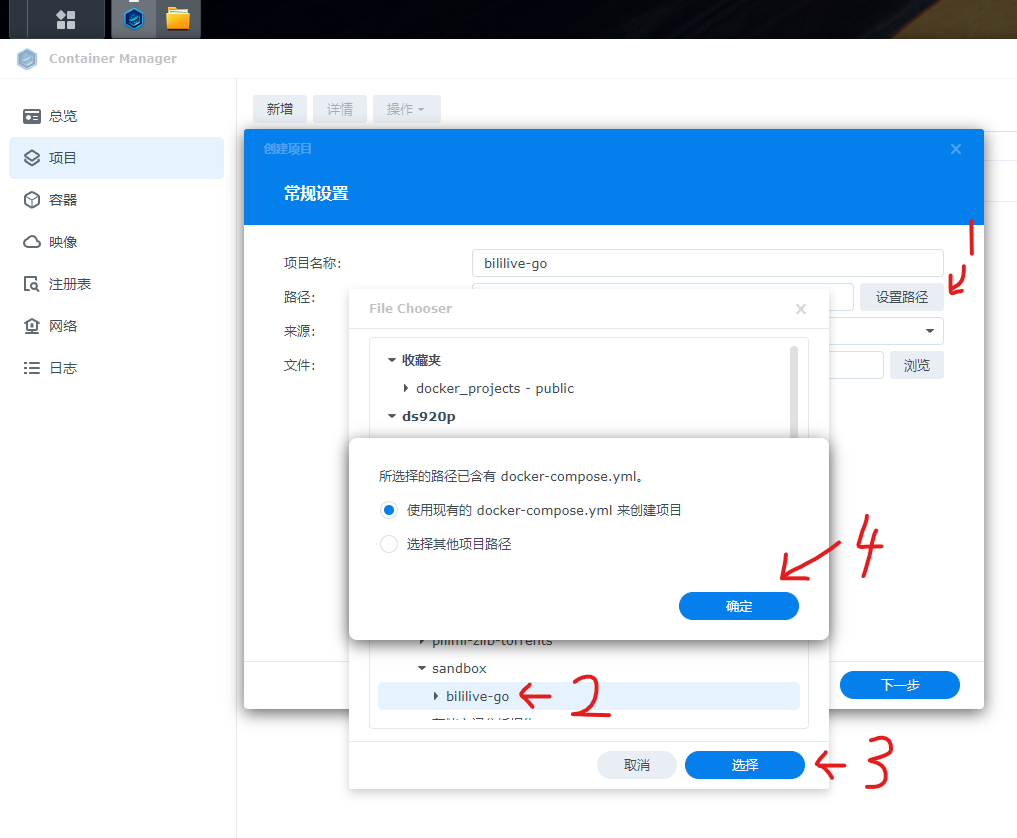 Container Manager
总览
项目
容器
映像
注册表
网络
日志
新增 详情 操作
创建项目
常规设置
1
项目名称: bililive-go
路径: 设置路径
来源:
文件: 浏览
File Chooser
收藏夹
docker_projects - public
ds920p
所选择的路径已含有 docker-compose.yml。
使用现有的 docker-compose.yml 来创建项目
选择其他项目路径
4
确定
sandbox
bililive-go
2
下一步
取消 选择
3